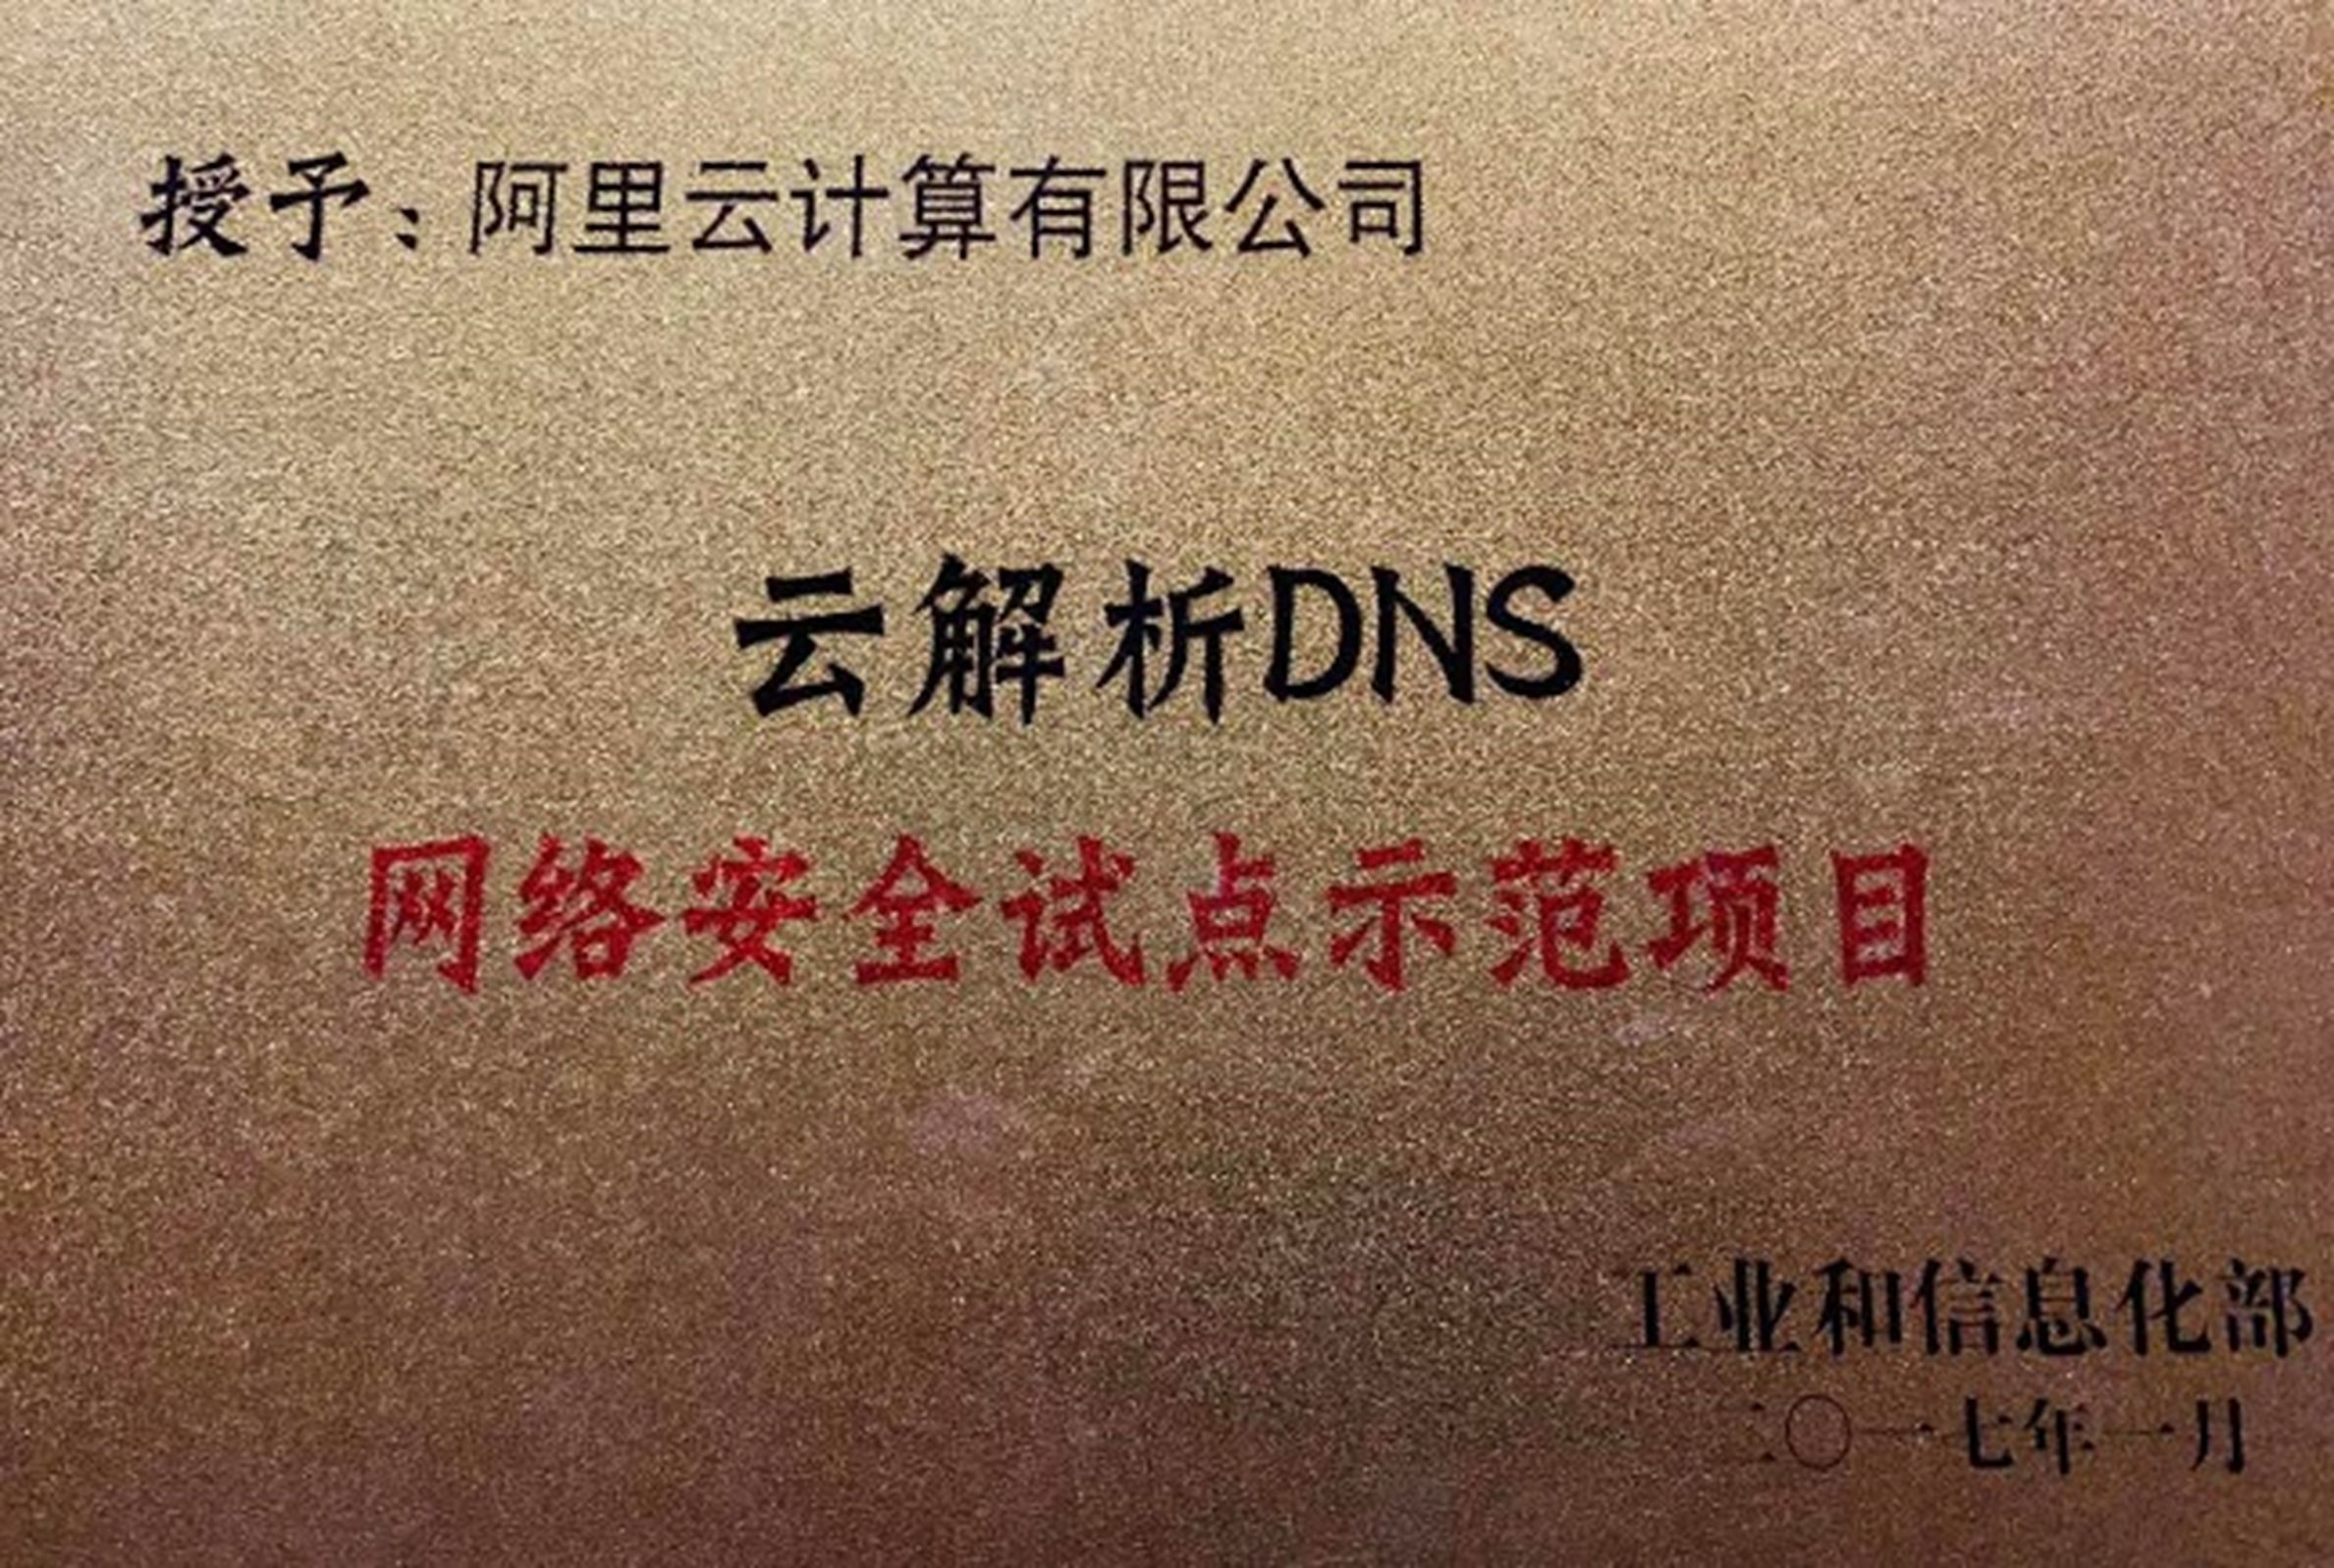 授予：阿里云计算有限公司
云解析DNS
网络安全试点示范项目
工业和信息化部
二〇一七年一月